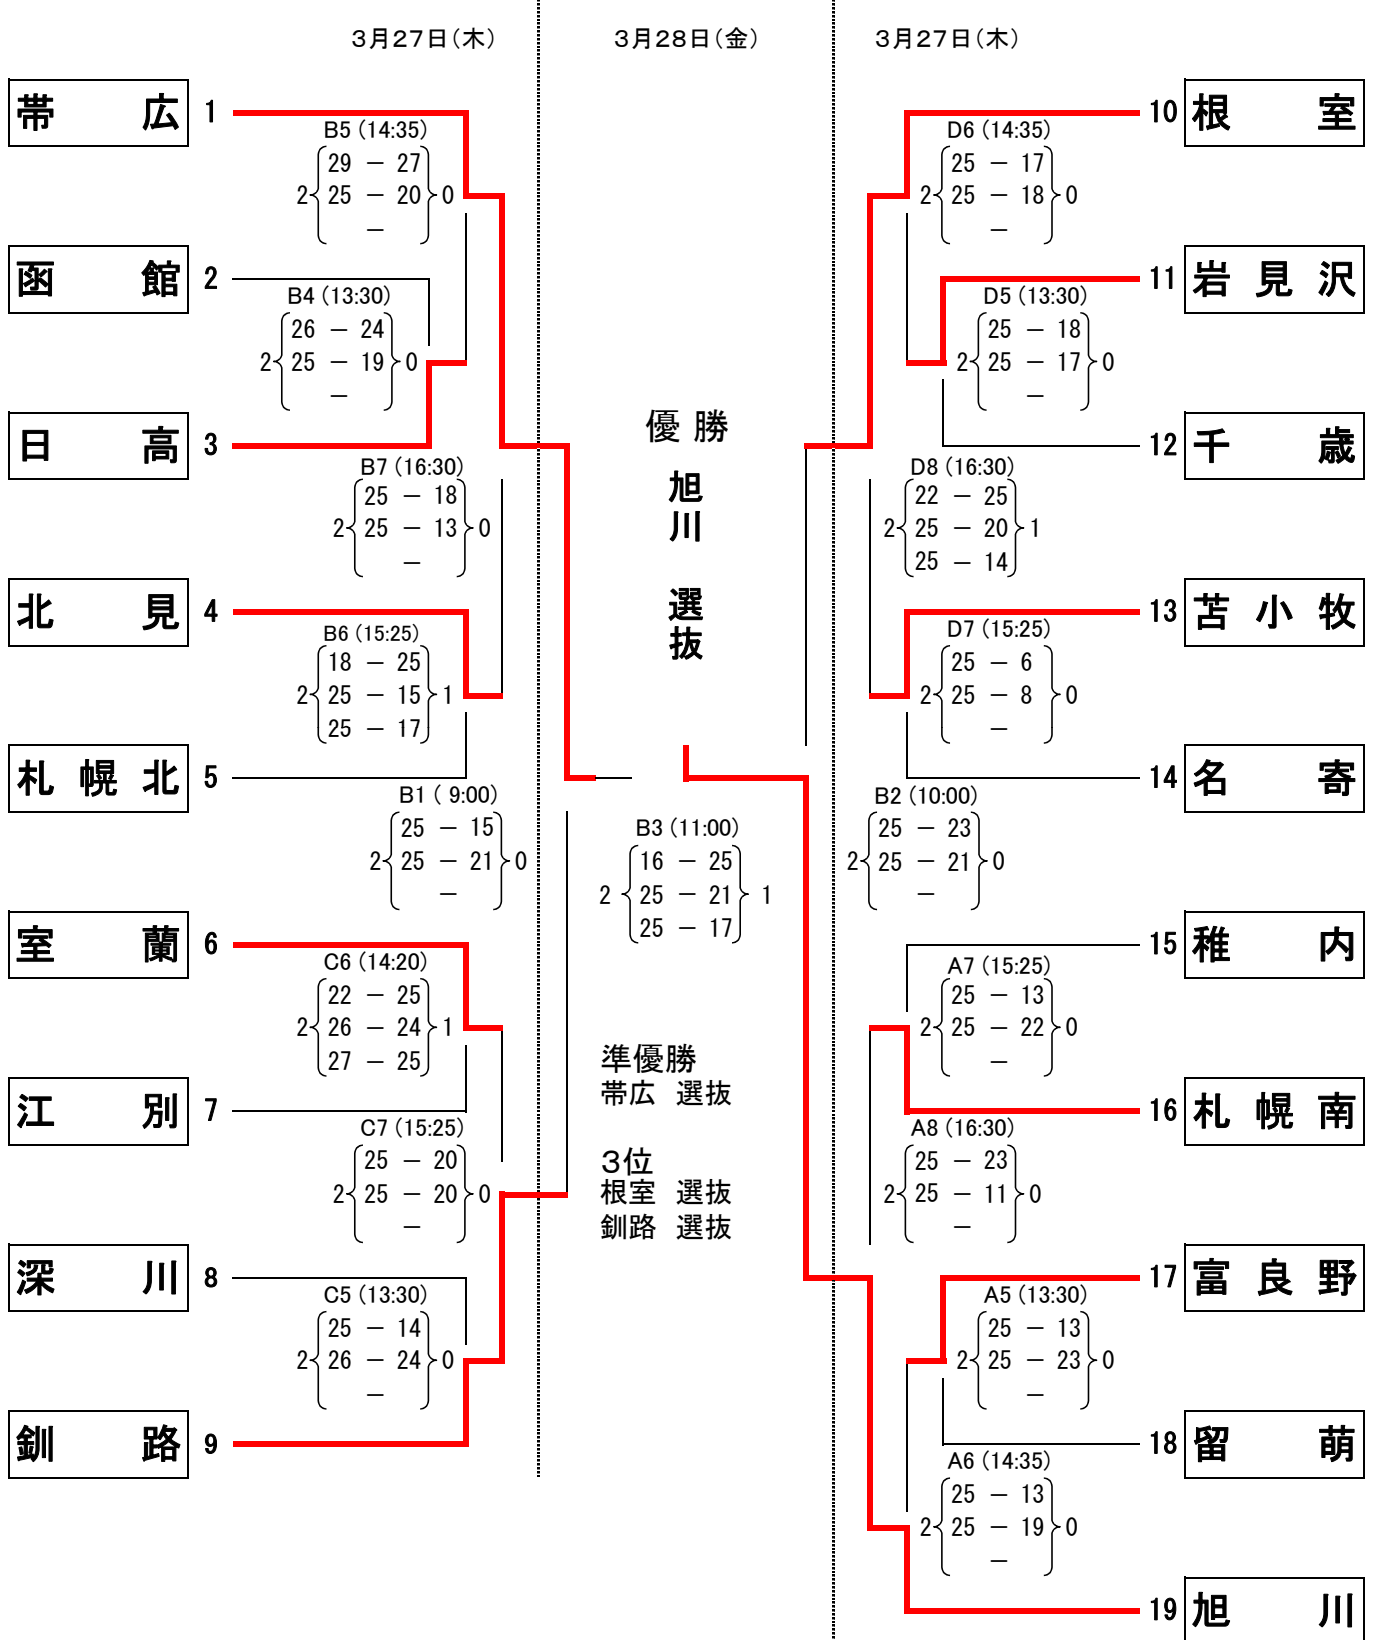 3月27日(木)
3月28日(金)
3月27日(木)
帯広 1
B5 (14:35)
29 － 27
2 25 － 20 0
－
函館 2
B4 (13:30)
26 － 24
2 25 － 19 0
－
日高 3
B7 (16:30)
25 － 18
2 25 － 13 0
－
北見 4
B6 (15:25)
18 － 25
2 25 － 15 1
25 － 17
札幌北 5
B1 ( 9:00)
25 － 15
2 25 － 21 0
－
室蘭 6
C6 (14:20)
22 － 25
2 26 － 24 1
27 － 25
江別 7
C7 (15:25)
25 － 20
2 25 － 20 0
－
深川 8
C5 (13:30)
25 － 14
2 26 － 24 0
－
釧路 9
優勝
旭川 選抜
B3 (11:00)
16 － 25
2 25 － 21 1
25 － 17
準優勝
帯広 選抜
3位
根室 選抜
釧路 選抜
10 根室
D6 (14:35)
25 － 17
2 25 － 18 0
－
11 岩見沢
D5 (13:30)
25 － 18
2 25 － 17 0
－
12 千歳
D8 (16:30)
22 － 25
2 25 － 20 1
25 － 14
13 苫小牧
D7 (15:25)
25 － 6
2 25 － 8 0
－
14 名寄
B2 (10:00)
25 － 23
2 25 － 21 0
－
15 稚内
A7 (15:25)
25 － 13
2 25 － 22 0
－
16 札幌南
A8 (16:30)
25 － 23
2 25 － 11 0
－
17 富良野
A5 (13:30)
25 － 13
2 25 － 23 0
－
18 留萌
A6 (14:35)
25 － 13
2 25 － 19 0
－
19 旭川